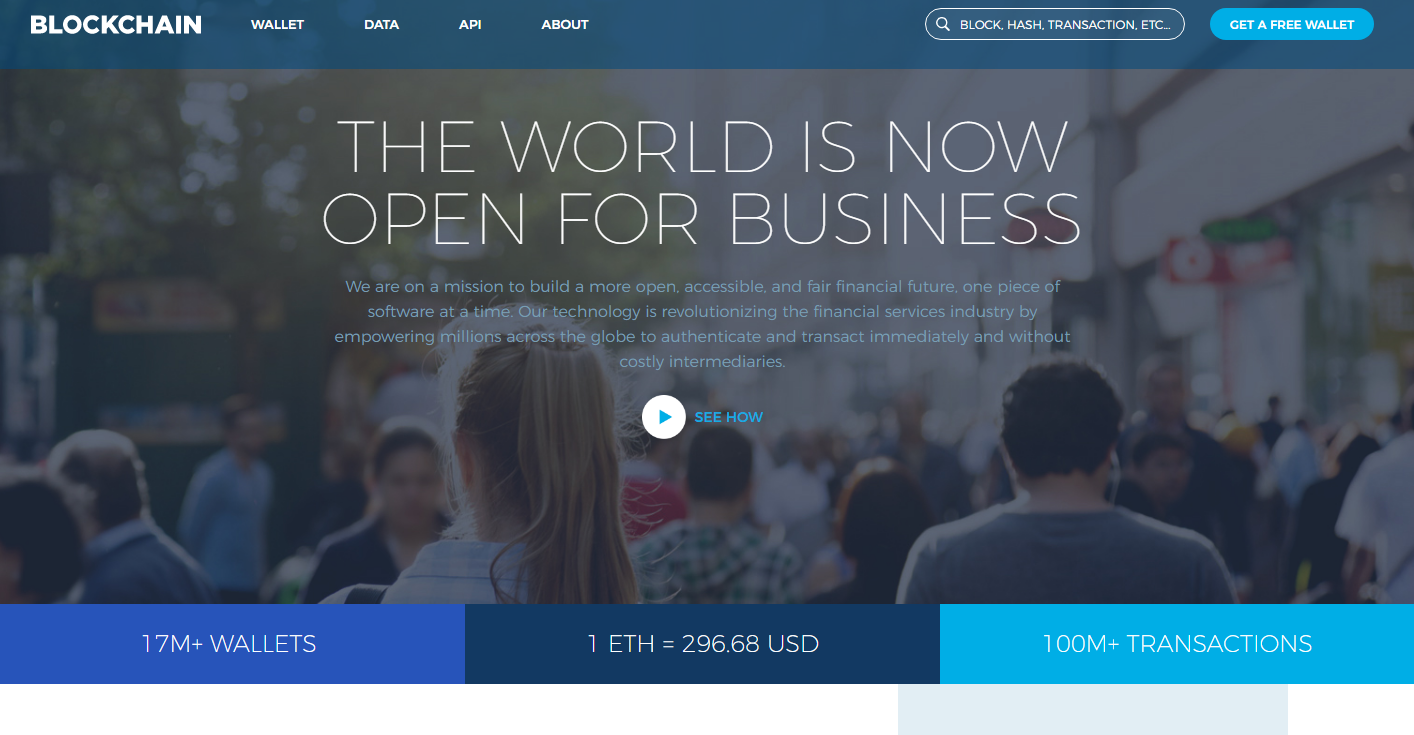 BLOCKCHAIN
WALLET
DATA
API
ABOUT
BLOCK, HASH, TRANSACTION, ETC...
GET A FREE WALLET
THE WORLD IS NOW
OPEN FOR BUSINESS
We are on a mission to build a more open, accessible, and fair financial future, one piece of
software at a time. Our technology is revolutionizing the financial services industry by
empowering millions across the globe to authenticate and transact immediately and without
costly intermediaries.
SEE HOW
17M+ WALLETS
1 ETH = 296.68 USD
100M+ TRANSACTIONS